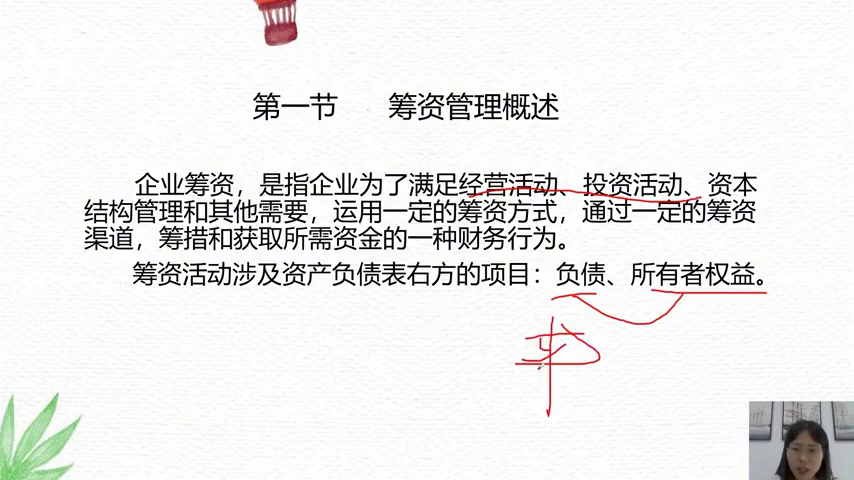 第一节 筹资管理概述
企业筹资，是指企业为了满足经营活动、投资活动、资本
结构管理和其他需要，运用一定的筹资方式，通过一定的筹资
渠道，筹措和获取所需资金的一种财务行为。
筹资活动涉及资产负债表右方的项目：负债、所有者权益。